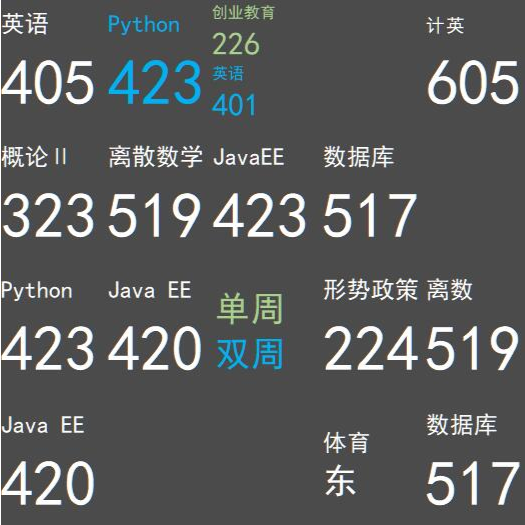 英语
405
Python
423
创业教育
226
英语
401
计英
605
概论Ⅱ
323
离散数学
519
JavaEE
423
数据库
517
Python
423
Java EE
420
单周
双周
形势政策
224
离数
519
Java EE
420
体育
东
数据库
517